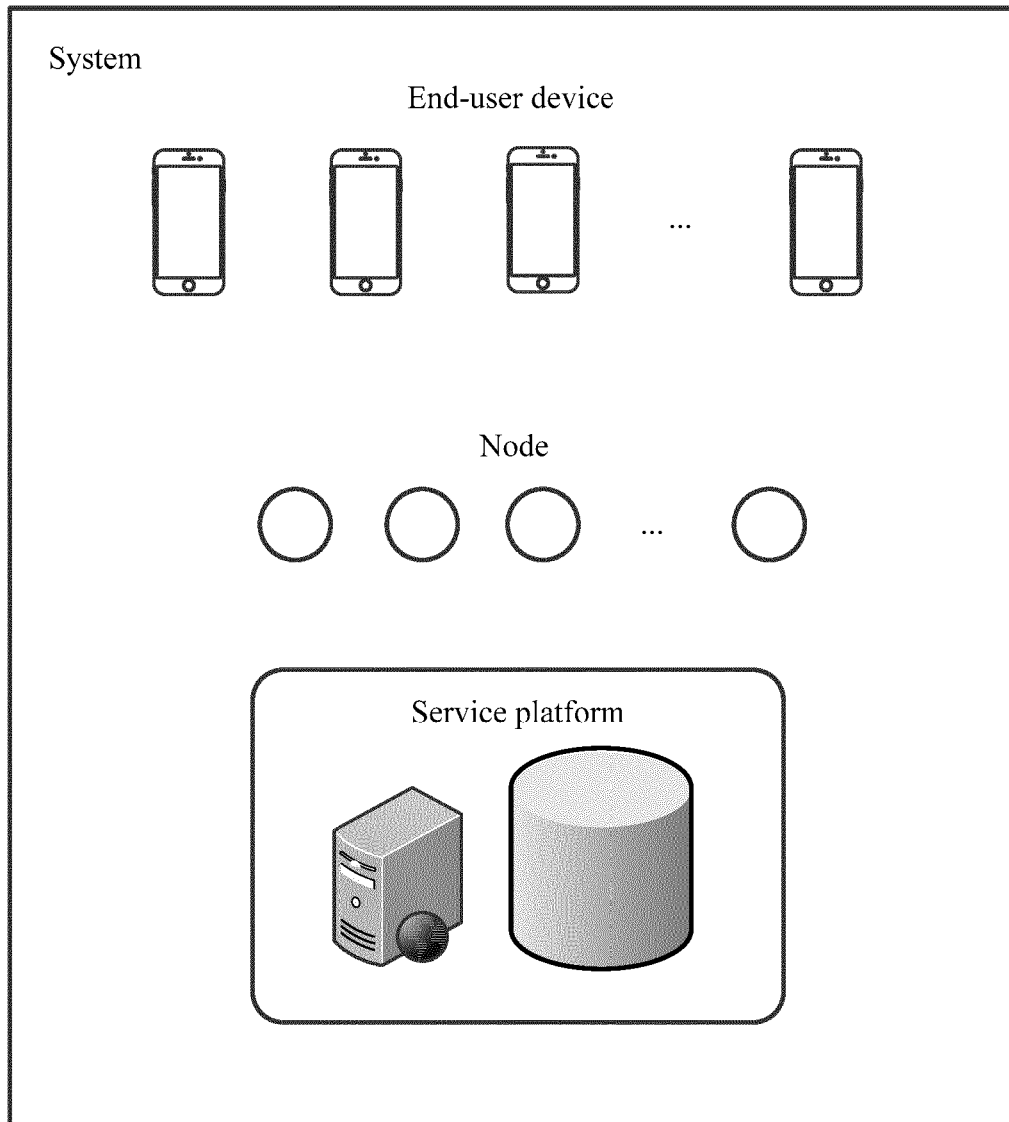 System
End-user device
...
Node
...
Service platform